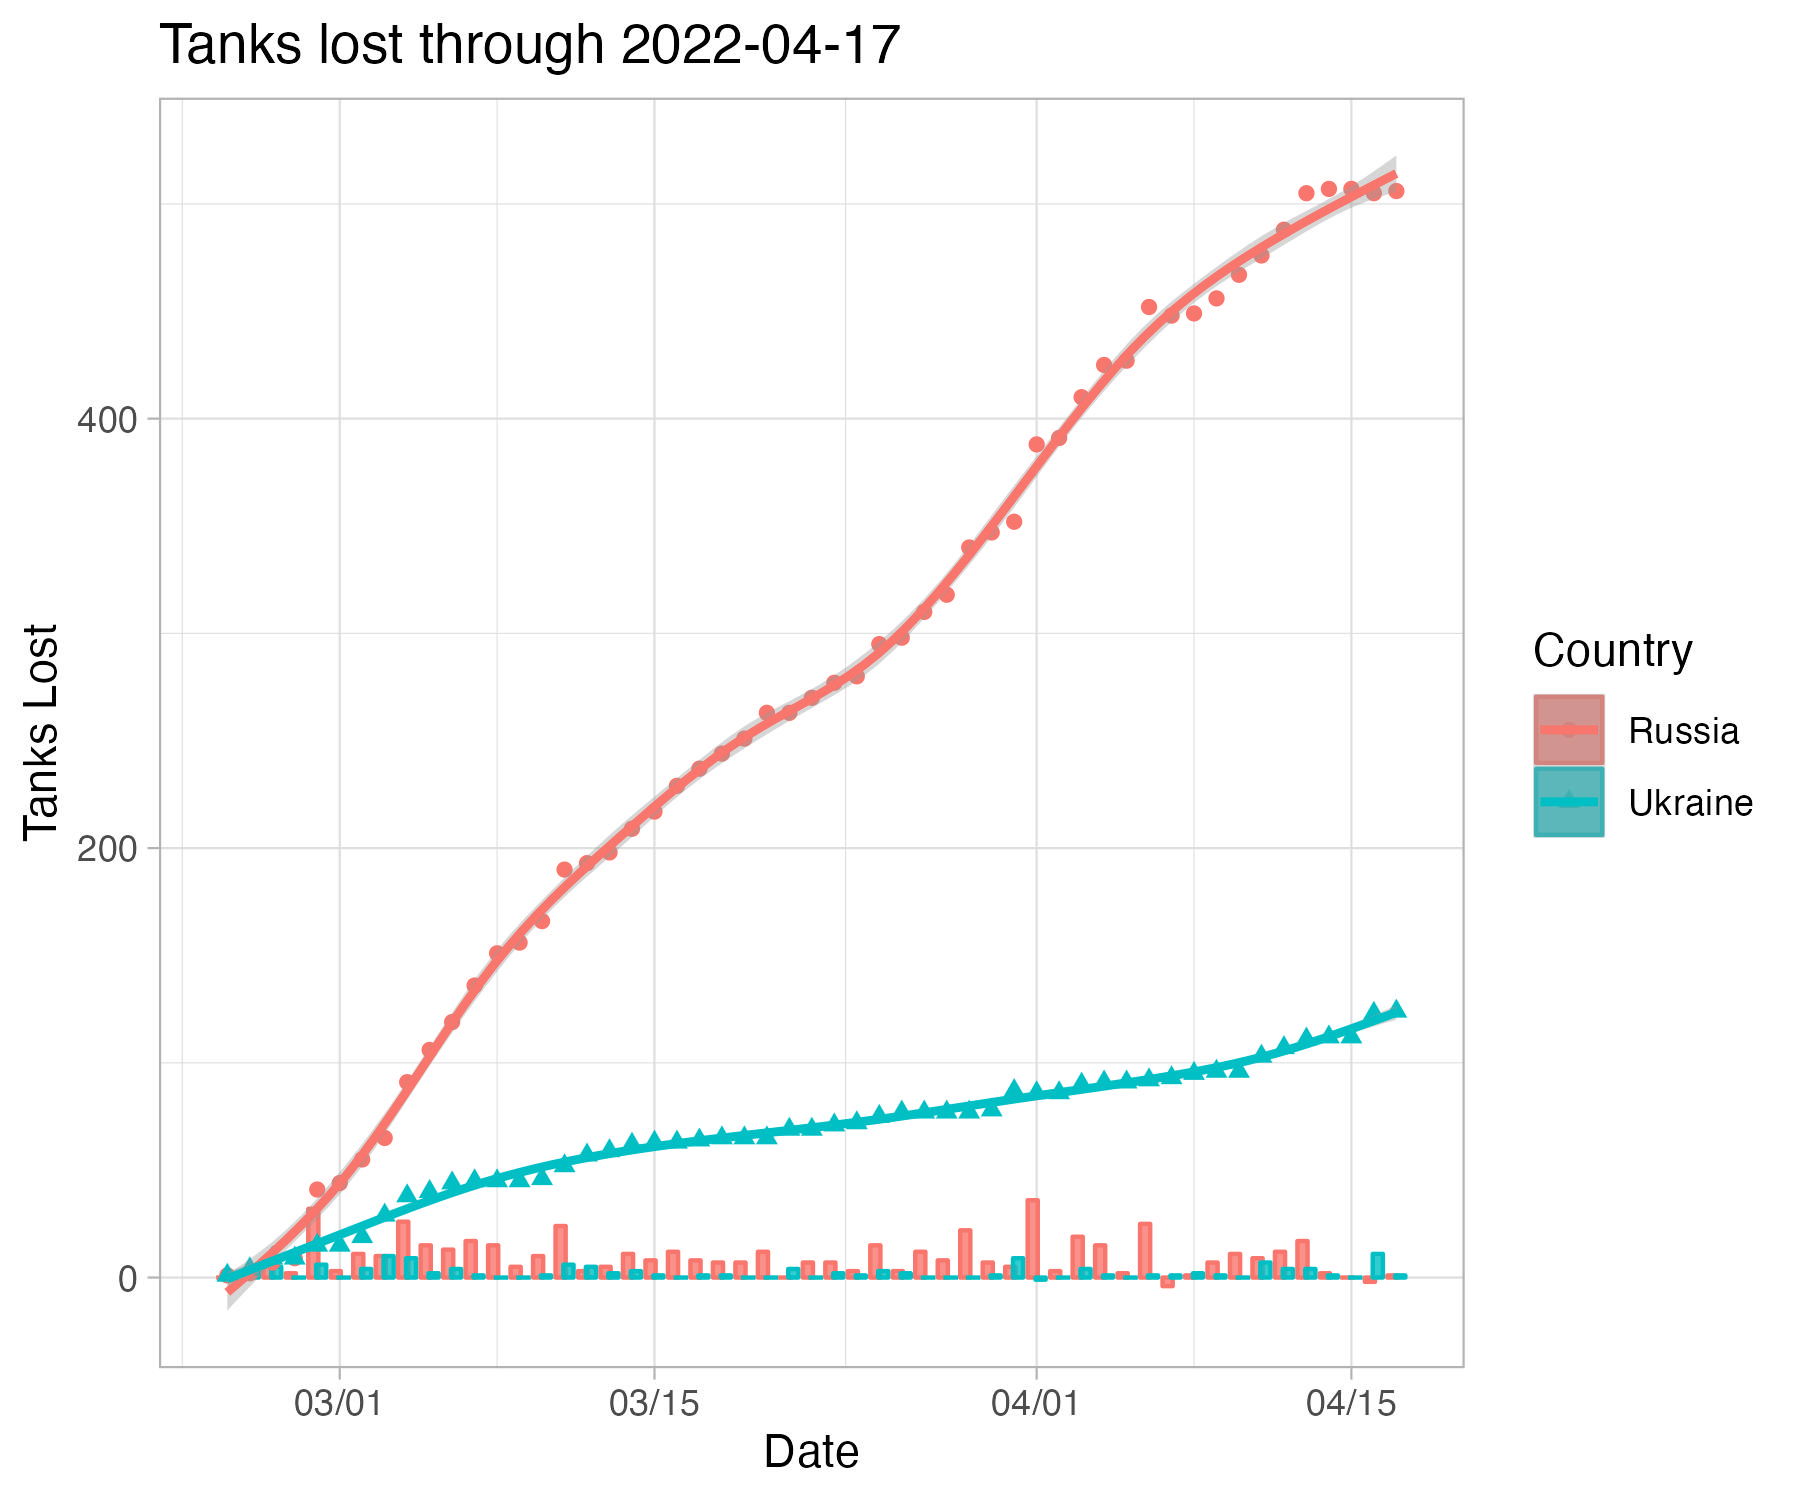 Tanks lost through 2022-04-17
Tanks Lost
400
200
0
03/01 03/15 04/01 04/15
Date
Country
Russia
Ukraine